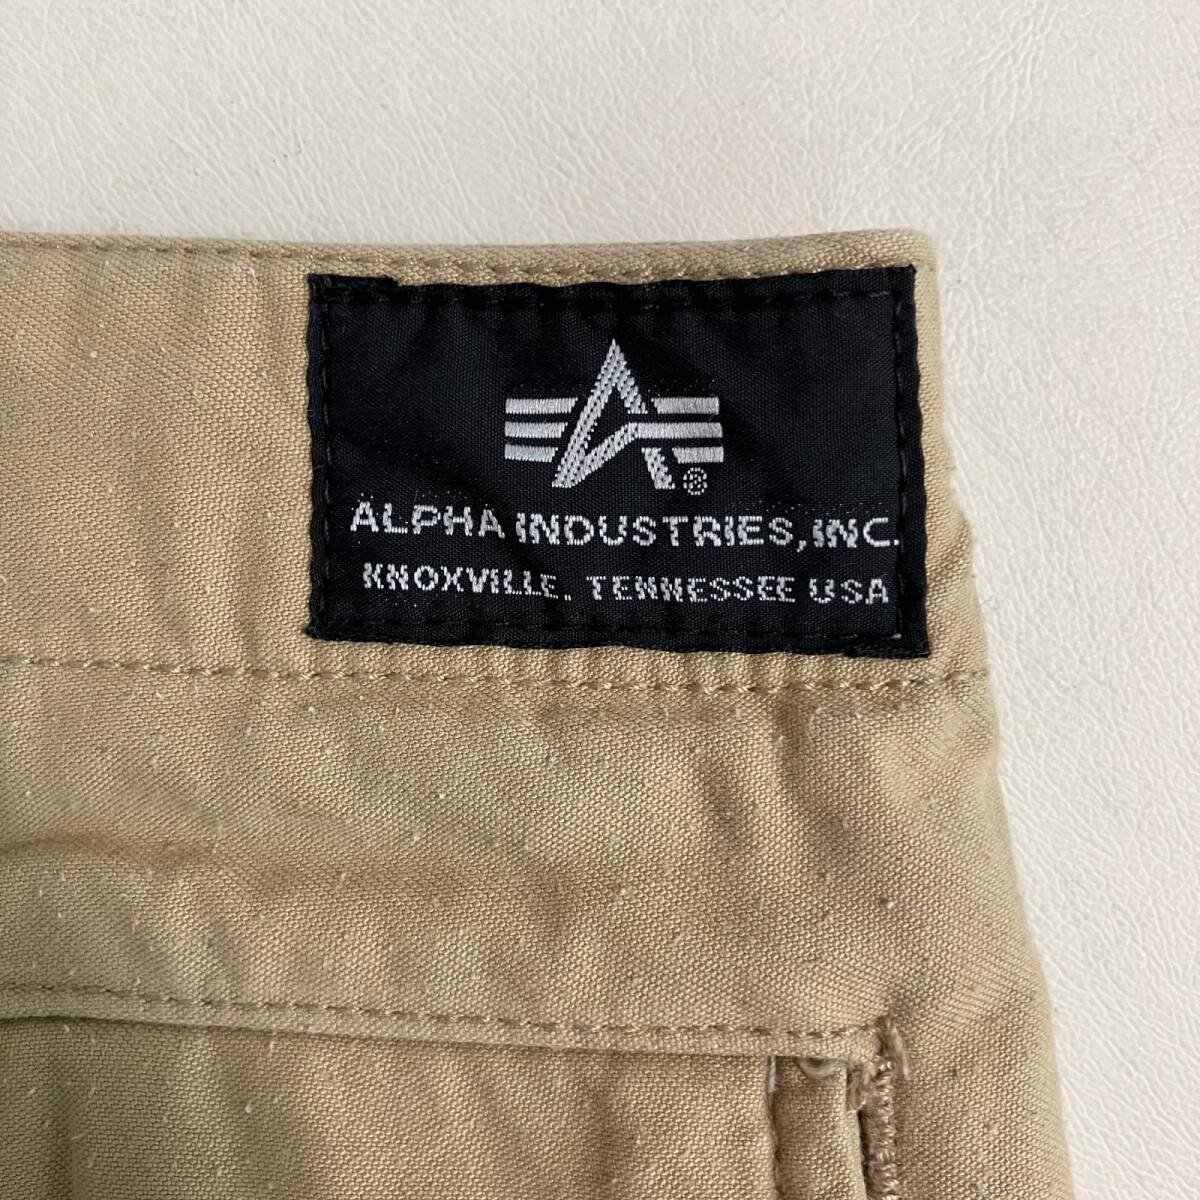 ALPHA INDUSTRIES, INC.
KNOXVILLE. TENNESSEE USA